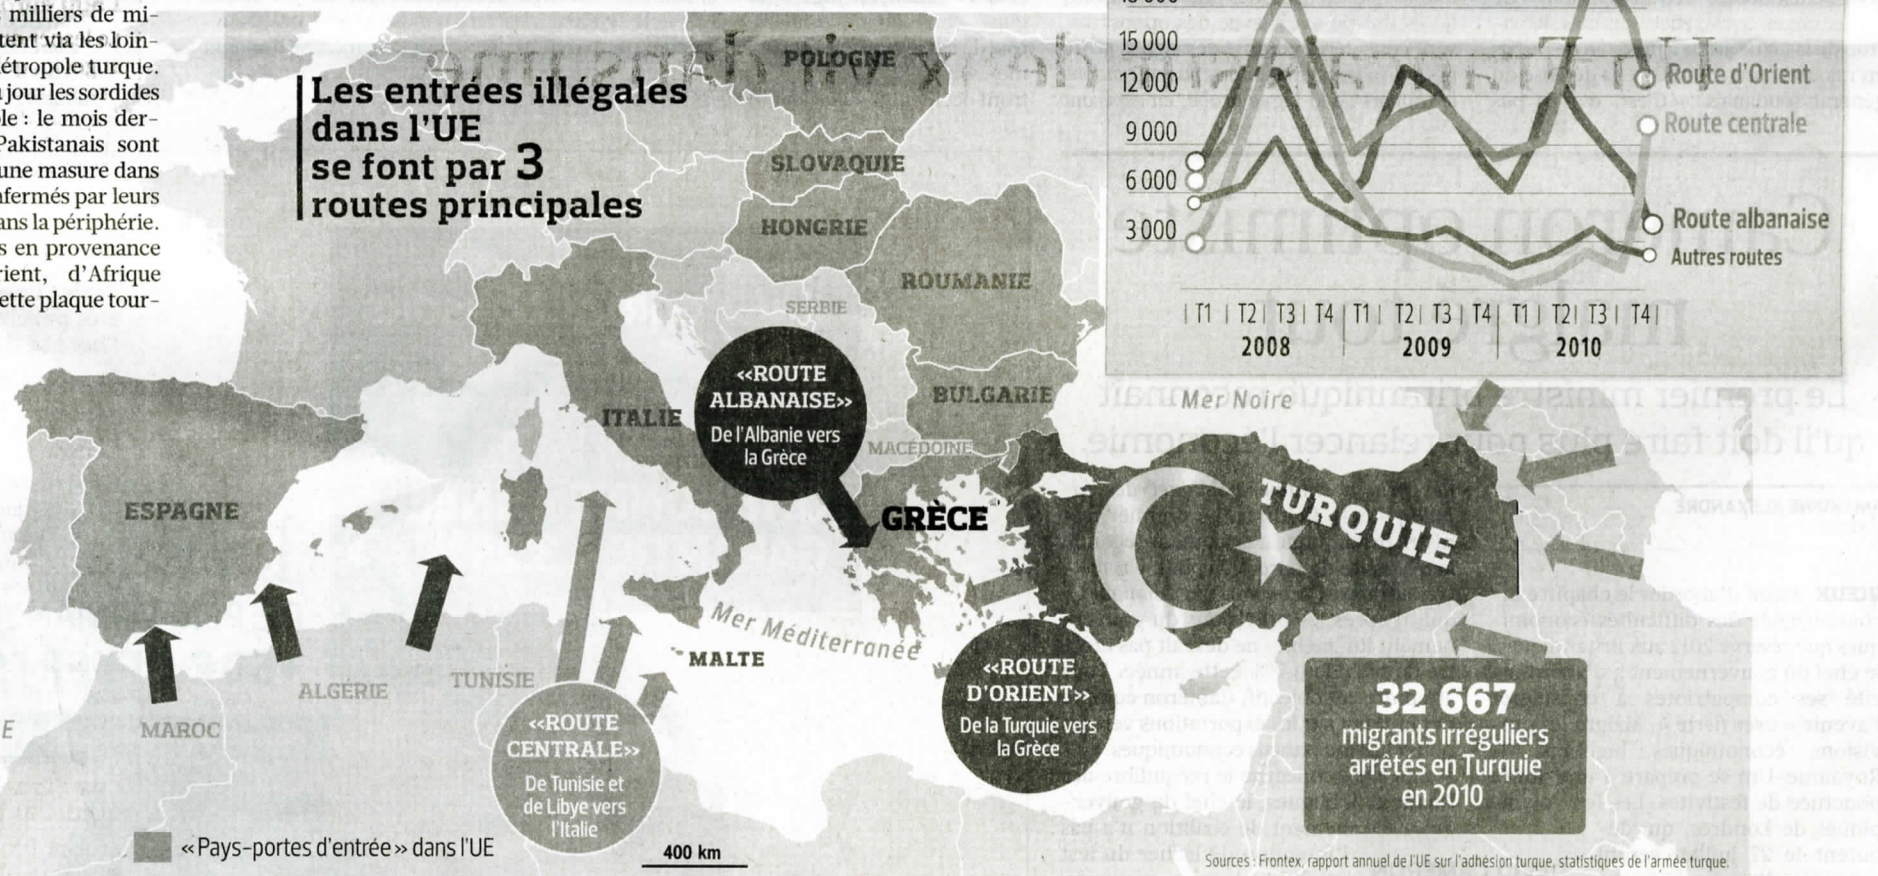 milliers de mi-
tent via les loin-
étropole turque.
jour les sordides
ble : le mois der-
Pakistanais sont
une masure dans
fermés par leurs
ans la périphérie.
s en provenance
rient, d'Afrique
ette plaque tour-
Les entrées illégales
dans l'UE
se font par 3
routes principales
POLOGNE
SLOVAQUIE
HONGRIE
ROUMANIE
SERBIE
BULGARIE
MACÉDOINE
ITALIE
ESPAGNE
GRÈCE
TURQUIE
MALTE
MAROC
ALGÉRIE
TUNISIE
Mer Noire
Mer Méditerranée
«ROUTE
ALBANAISE»
De l'Albanie vers
la Grèce
«ROUTE
CENTRALE»
De Tunisie et
de Libye vers
l'Italie
«ROUTE
D'ORIENT»
De la Turquie vers
la Grèce
32 667
migrants irréguliers
arrêtés en Turquie
en 2010
15 000
12 000
9 000
6 000
3 000
Route d'Orient
Route centrale
Route albanaise
Autres routes
T1 T2 T3 T4 T1 T2 T3 T4 T1 T2 T3 T4
2008 2009 2010
«Pays-portes d'entrée» dans l'UE
400 km
Sources : Frontex, rapport annuel de l'UE sur l'adhésion turque, statistiques de l'armée turque.